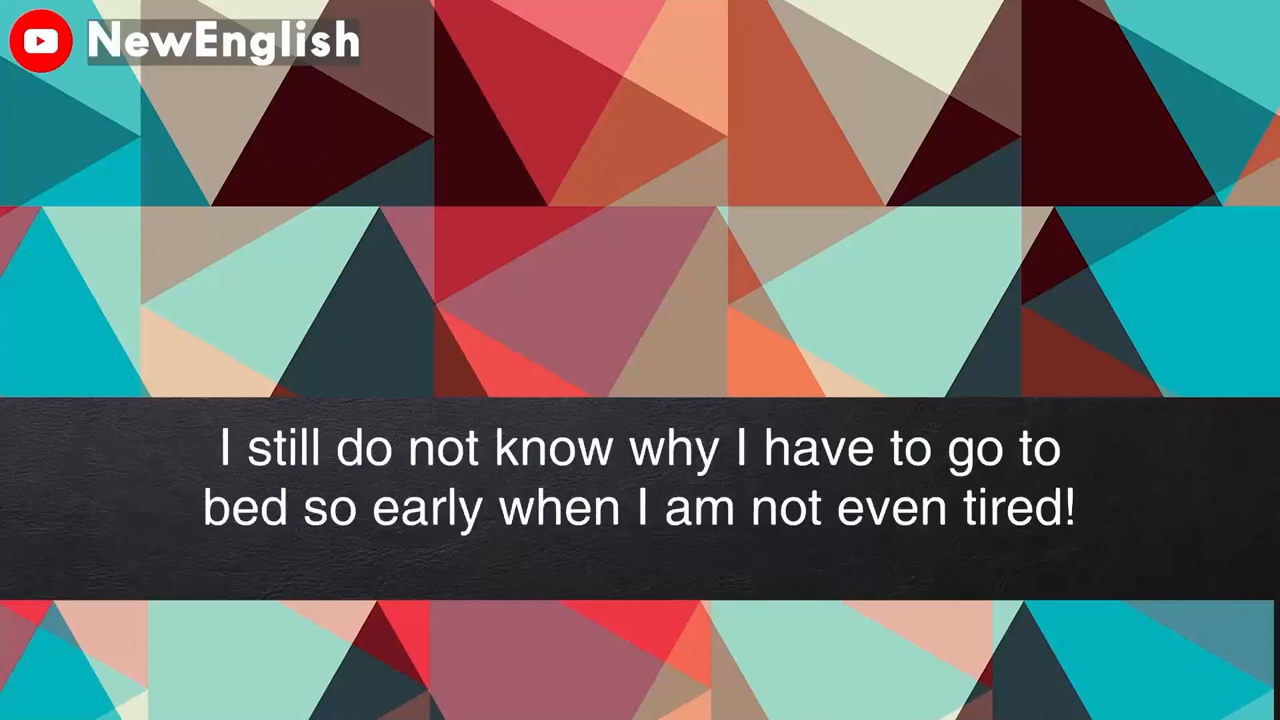 NewEnglish
I still do not know why I have to go to
bed so early when I am not even tired!